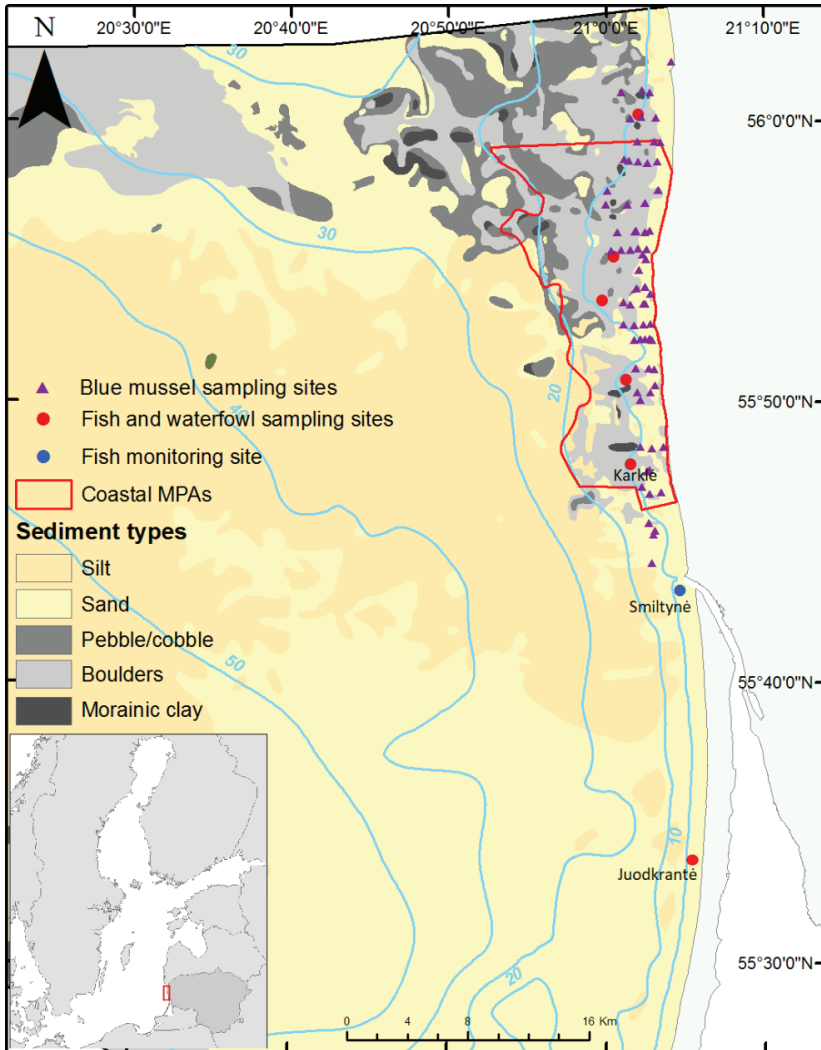 20°30'0"E
20°40'0"E
20°50'0"E
21°0'0"E
21°10'0"E
N
30
56°0'0"N
30
Blue mussel sampling sites
Fish and waterfowl sampling sites
Fish monitoring site
Coastal MPAs
40
20
55°50'0"N
Karklė
Sediment types
Silt
Sand
Pebble/cobble
Boulders
Morainic clay
50
Smiltynė
55°40'0"N
10
Juodkrantė
20
55°30'0"N
0 4 8 16 Km